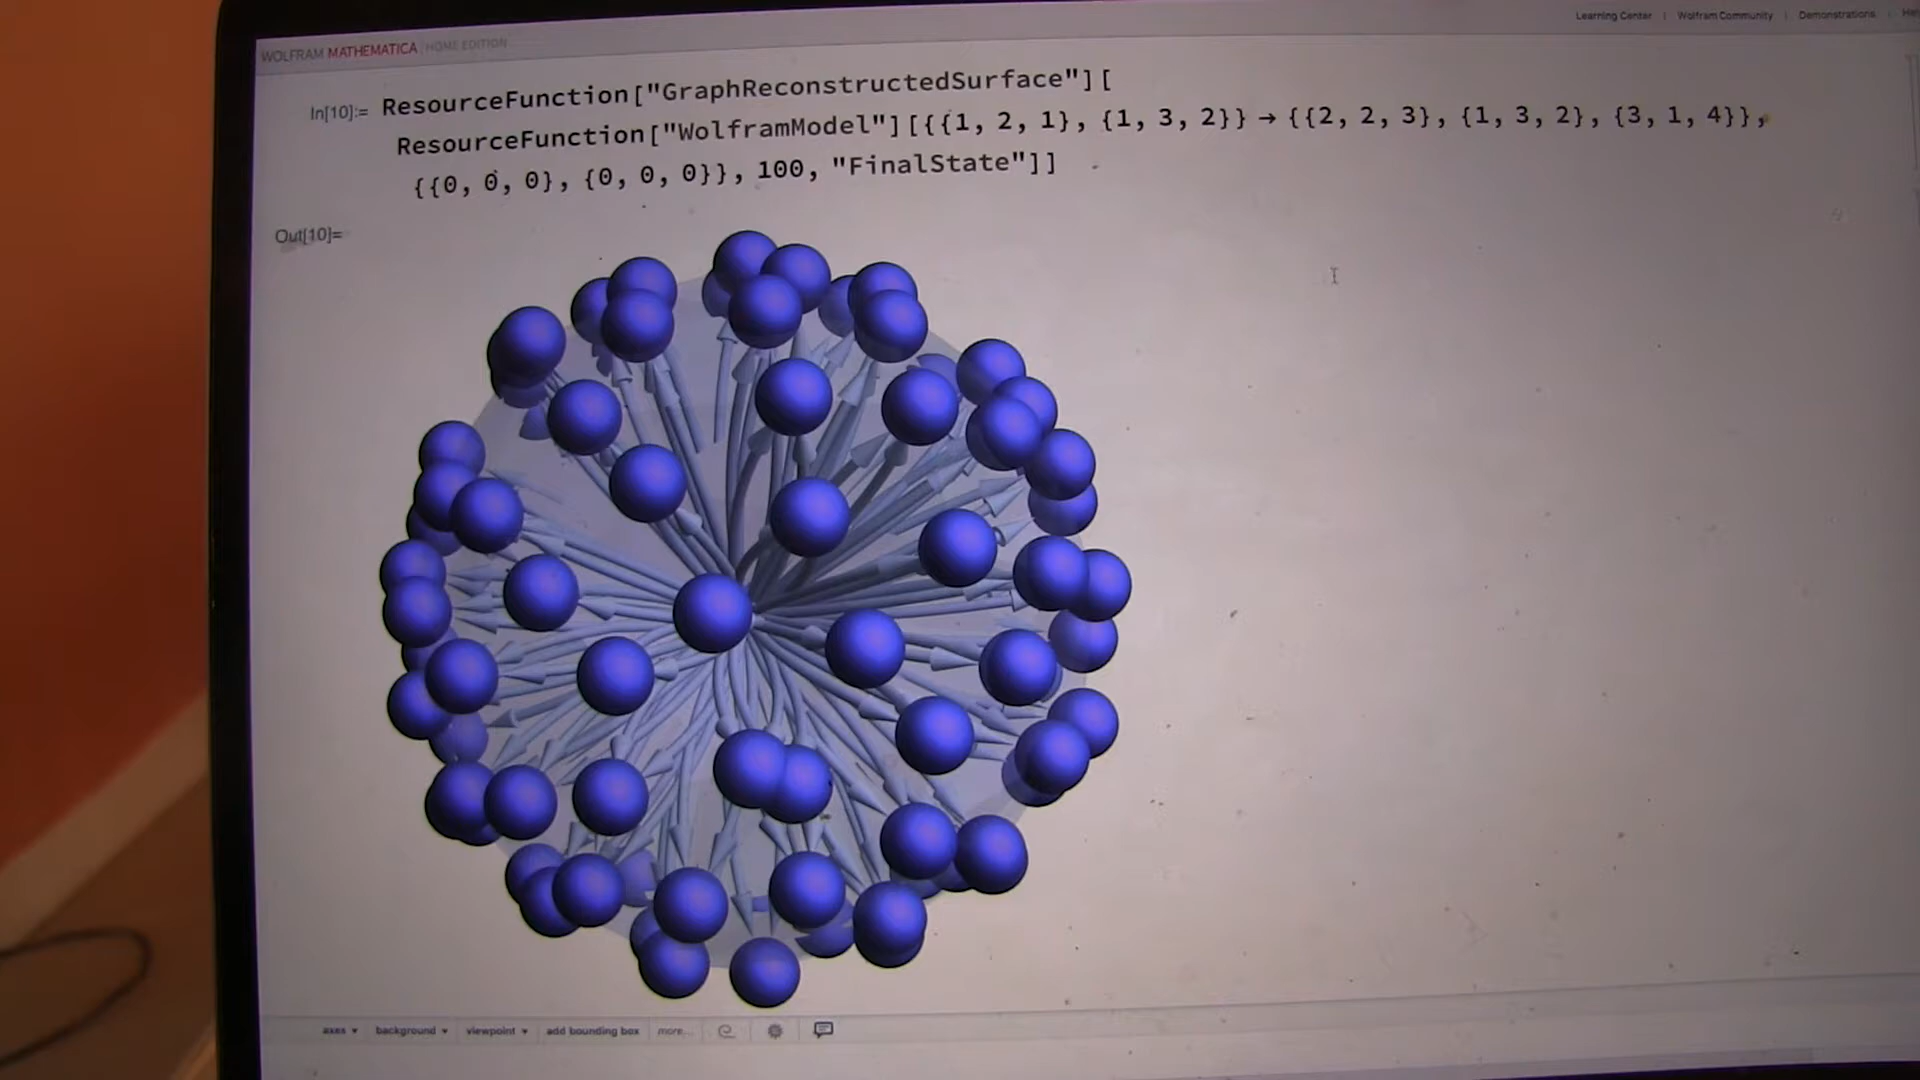 Learning Center | Wolfram Community | Demonstrations |
WOLFRAM MATHEMATICA | HOME EDITION
In[10]:= ResourceFunction["GraphReconstructedSurface"][
ResourceFunction["WolframModel"][{{1, 2, 1}, {1, 3, 2}} → {{2, 2, 3}, {1, 3, 2}, {3, 1, 4}},
{{0, 0, 0}, {0, 0, 0}}, 100, "FinalState"]]
Out[10]=
axes ▾ background ▾ viewpoint ▾ add bounding box more...